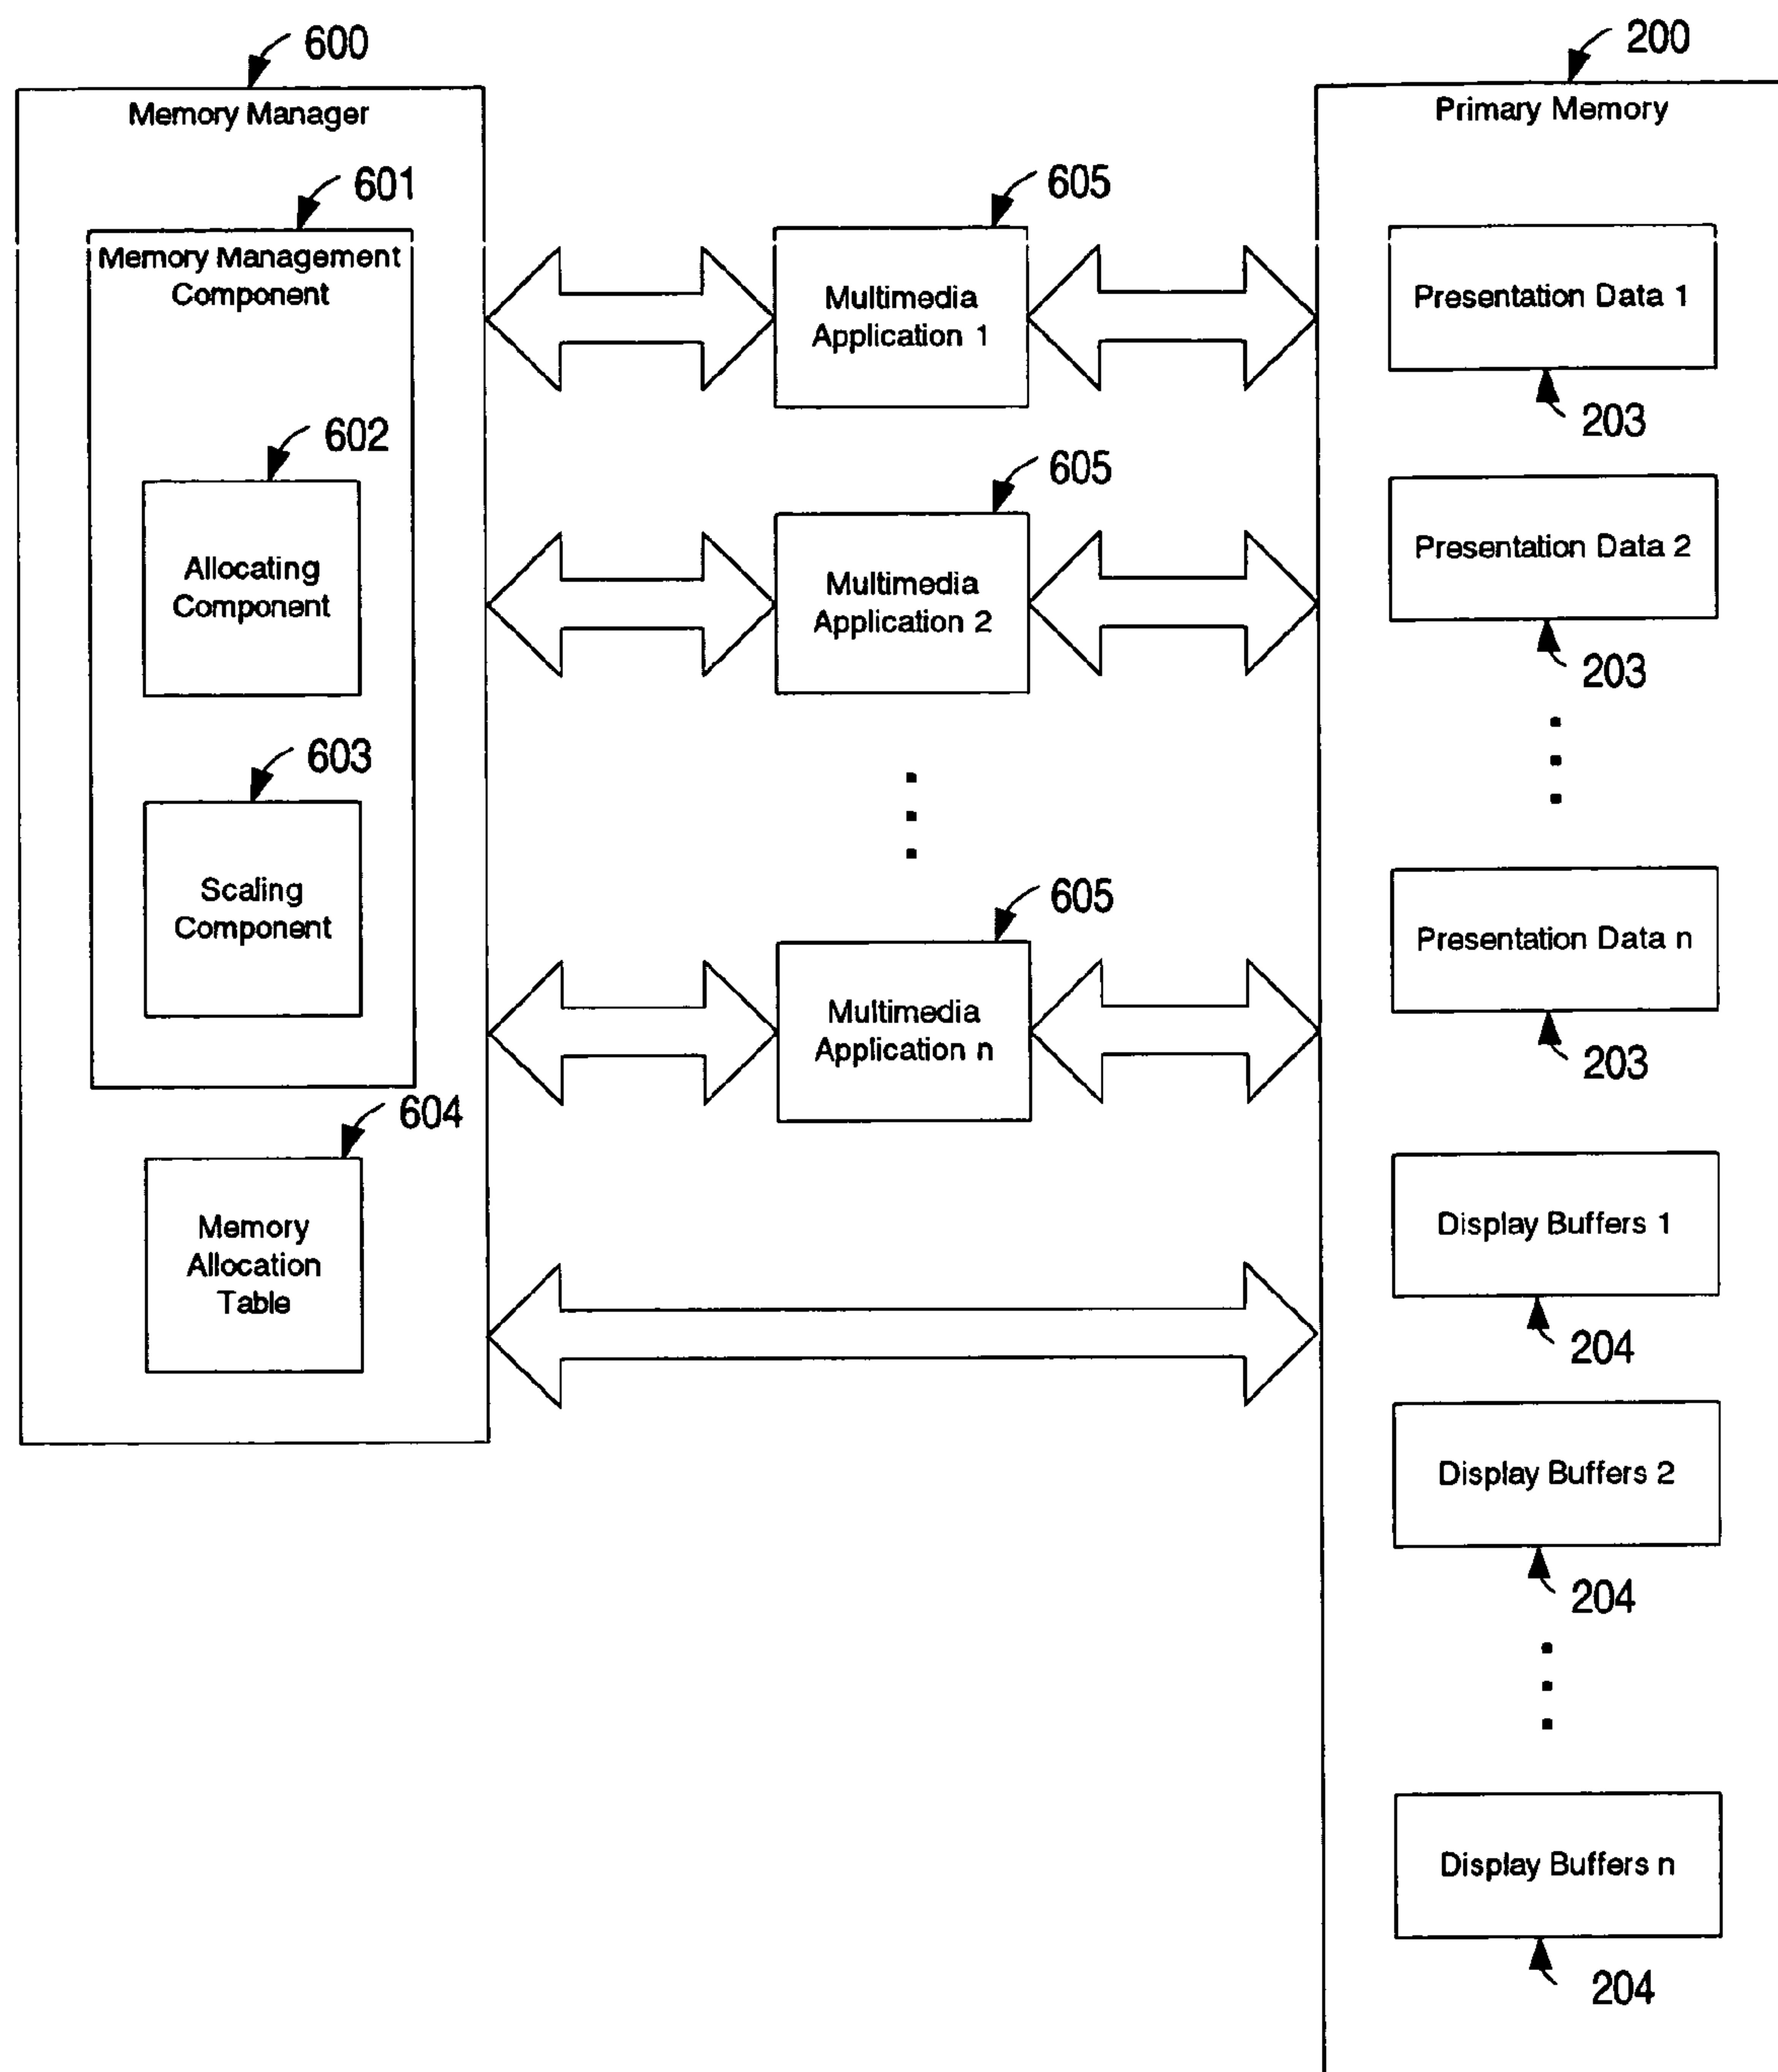 600
Memory Manager
601
Memory Management
Component
602
Allocating
Component
603
Scaling
Component
604
Memory
Allocation
Table
605
Multimedia
Application 1
605
Multimedia
Application 2
605
Multimedia
Application n
200
Primary Memory
Presentation Data 1
203
Presentation Data 2
203
Presentation Data n
203
Display Buffers 1
204
Display Buffers 2
204
Display Buffers n
204